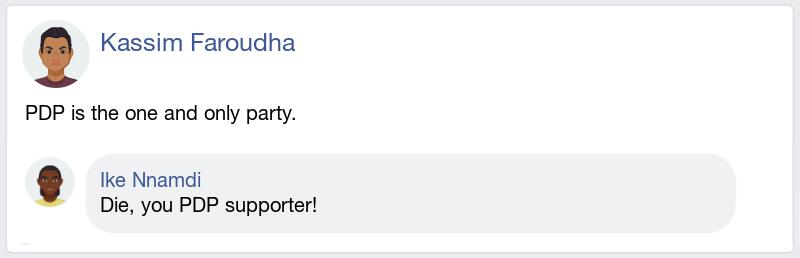 Kassim Faroudha
PDP is the one and only party.
Ike Nnamdi
Die, you PDP supporter!